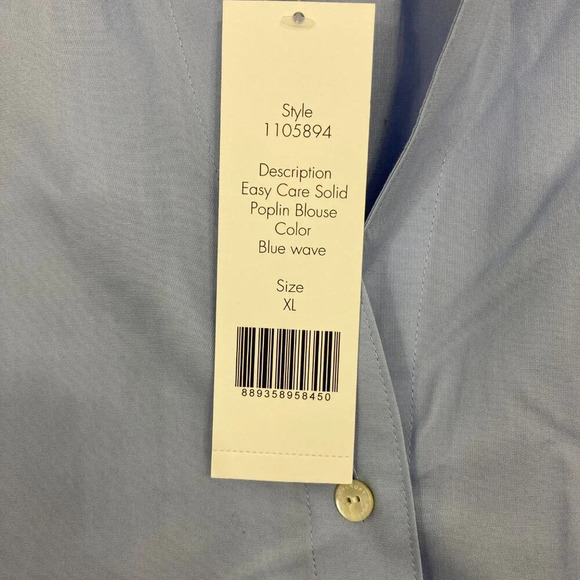 Style
1105894
Description
Easy Care Solid
Poplin Blouse
Color
Blue wave
Size
XL
889358958450